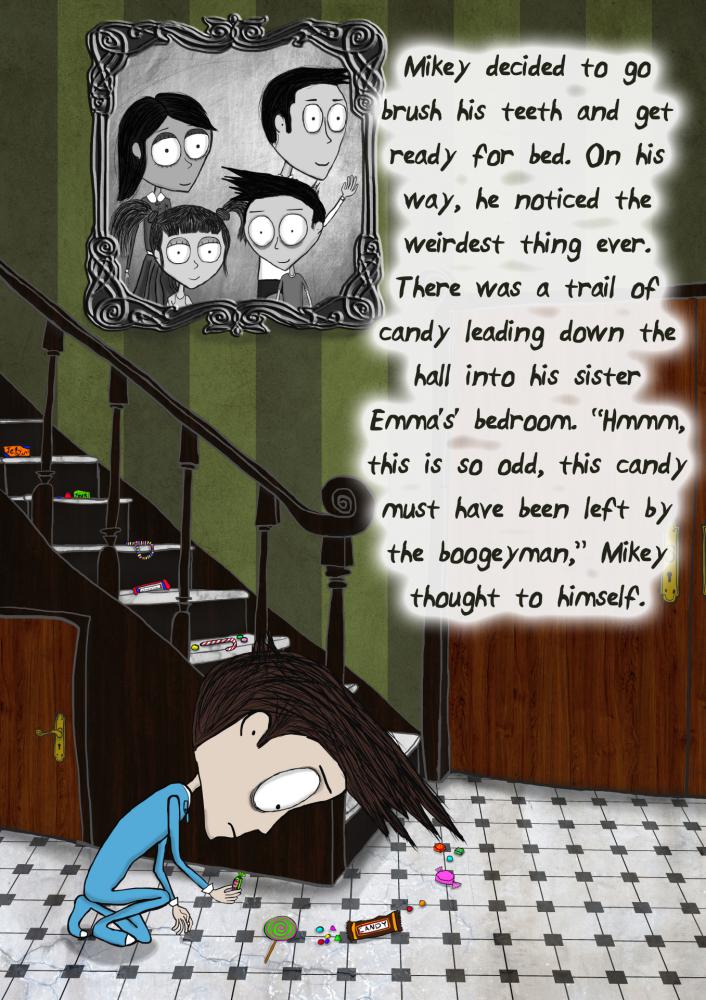 Mikey decided to go
brush his teeth and get
ready for bed. On his
way, he noticed the
weirdest thing ever.
There was a trail of
candy leading down the
hall into his sister
Emma's' bedroom. “Hmmm,
this is so odd, this candy
must have been left by
the boogeyman,” Mikey
thought to himself.
CANDY